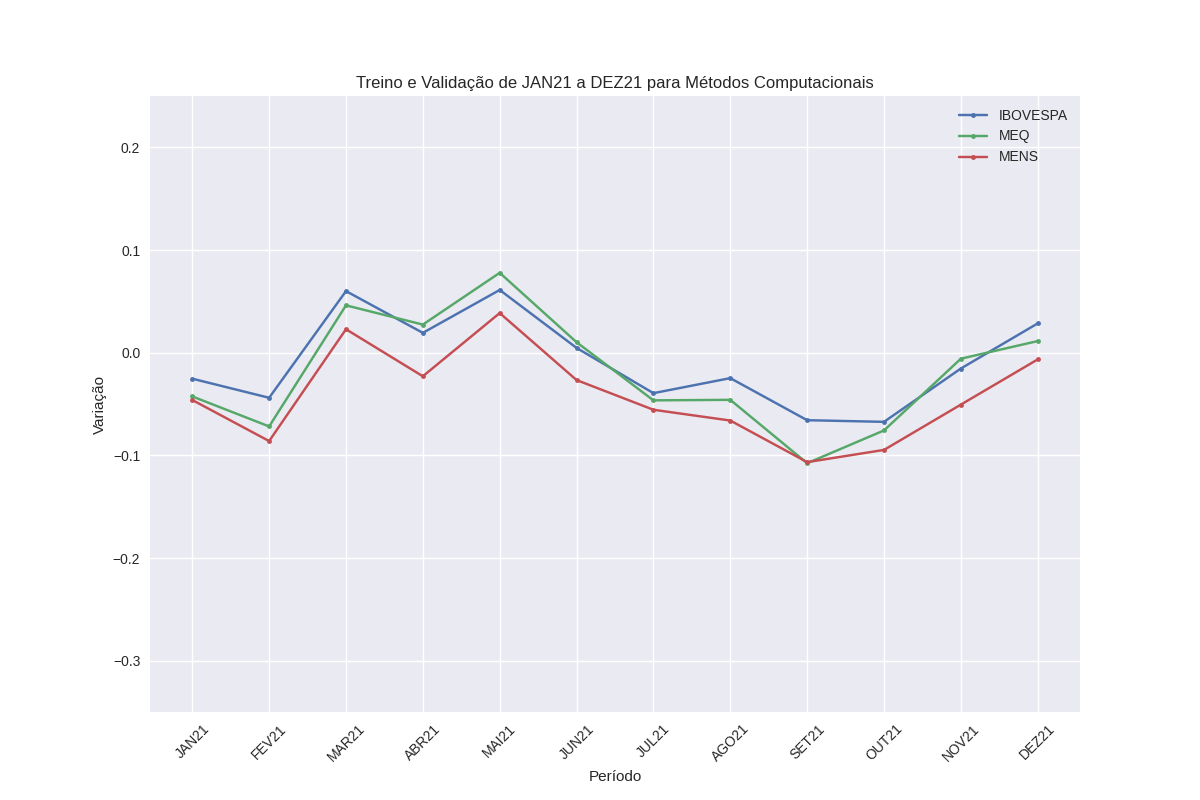 Treino e Validação de JAN21 a DEZ21 para Métodos Computacionais
IBOVESPA
MEQ
MENS
0.2
0.1
0.0
−0.1
−0.2
−0.3
Variação
JAN21
FEV21
MAR21
ABR21
MAI21
JUN21
JUL21
AGO21
SET21
OUT21
NOV21
DEZ21
Período